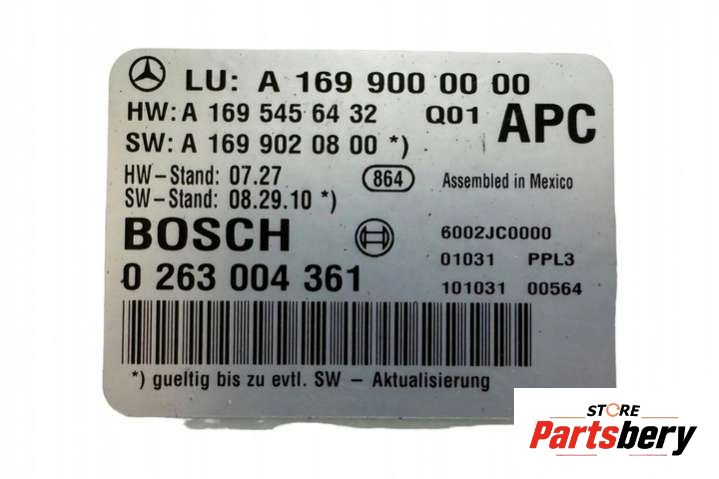 LU: A 169 900 00 00
HW: A 169 545 64 32 Q01 APC
SW: A 169 902 08 00 *)
HW-Stand: 07.27 864 Assembled in Mexico
SW-Stand: 08.29.10 *)
BOSCH 6002JC0000
0 263 004 361 01031 PPL3
101031 00564
*) gueltig bis zu evtl. SW – Aktualisierung
STORE
Partsbery